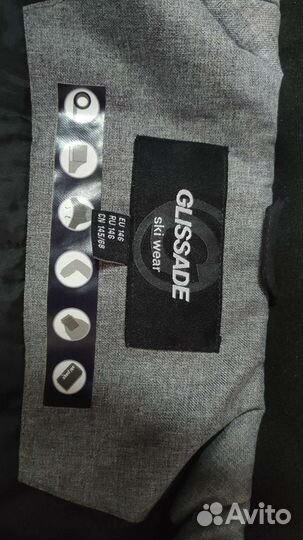 GLISSADE
ski wear
EU 146
RU 146
CN 145/68
Avito